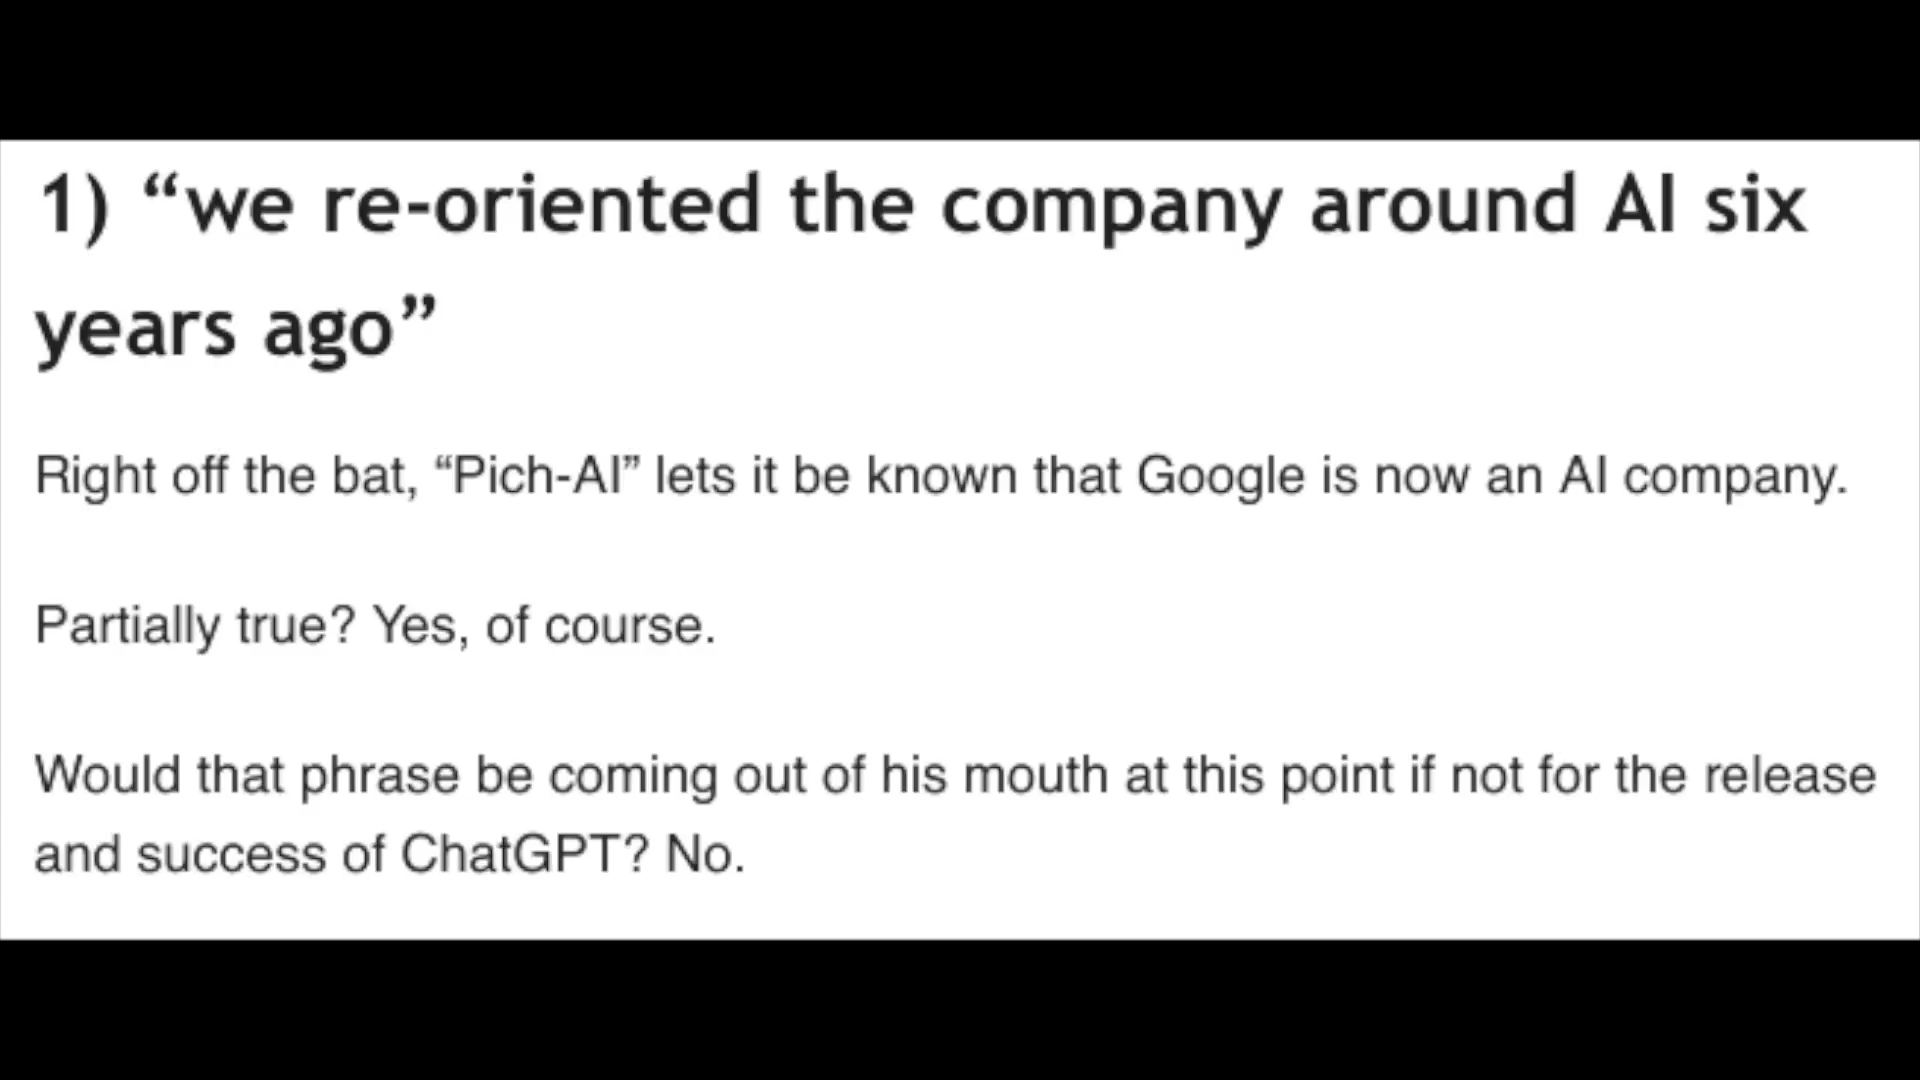 1) “we re-oriented the company around AI six
years ago”
Right off the bat, “Pich-AI” lets it be known that Google is now an AI company.
Partially true? Yes, of course.
Would that phrase be coming out of his mouth at this point if not for the release
and success of ChatGPT? No.